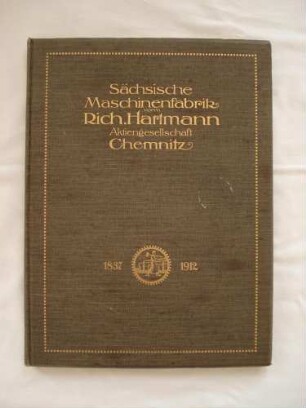 Sächsische
Maschinenfabrik
vorm.
Rich. Hartmann
Aktiengesellschaft
Chemnitz
1837 1912